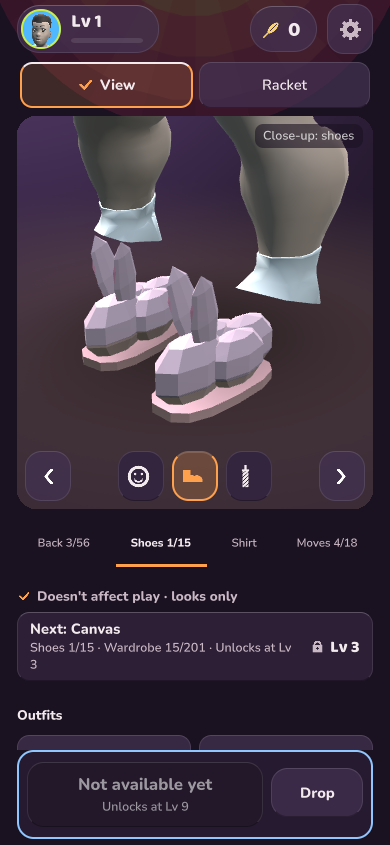 Lv 1
0
View
Racket
Close-up: shoes
Back 3/56
Shoes 1/15
Shirt
Moves 4/18
Doesn't affect play · looks only
Next: Canvas
Shoes 1/15 · Wardrobe 15/201 · Unlocks at Lv
3
Lv 3
Outfits
Not available yet
Unlocks at Lv 9
Drop